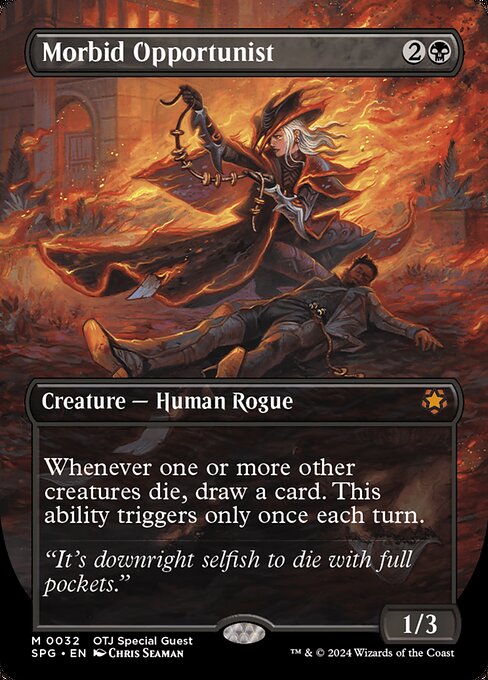 Morbid Opportunist 2
Creature — Human Rogue
Whenever one or more other
creatures die, draw a card. This
ability triggers only once each turn.
“It’s downright selfish to die with full
pockets.”
1/3
M 0032 OTJ Special Guest
SPG • EN Chris Seaman ™ & © 2024 Wizards of the Coast